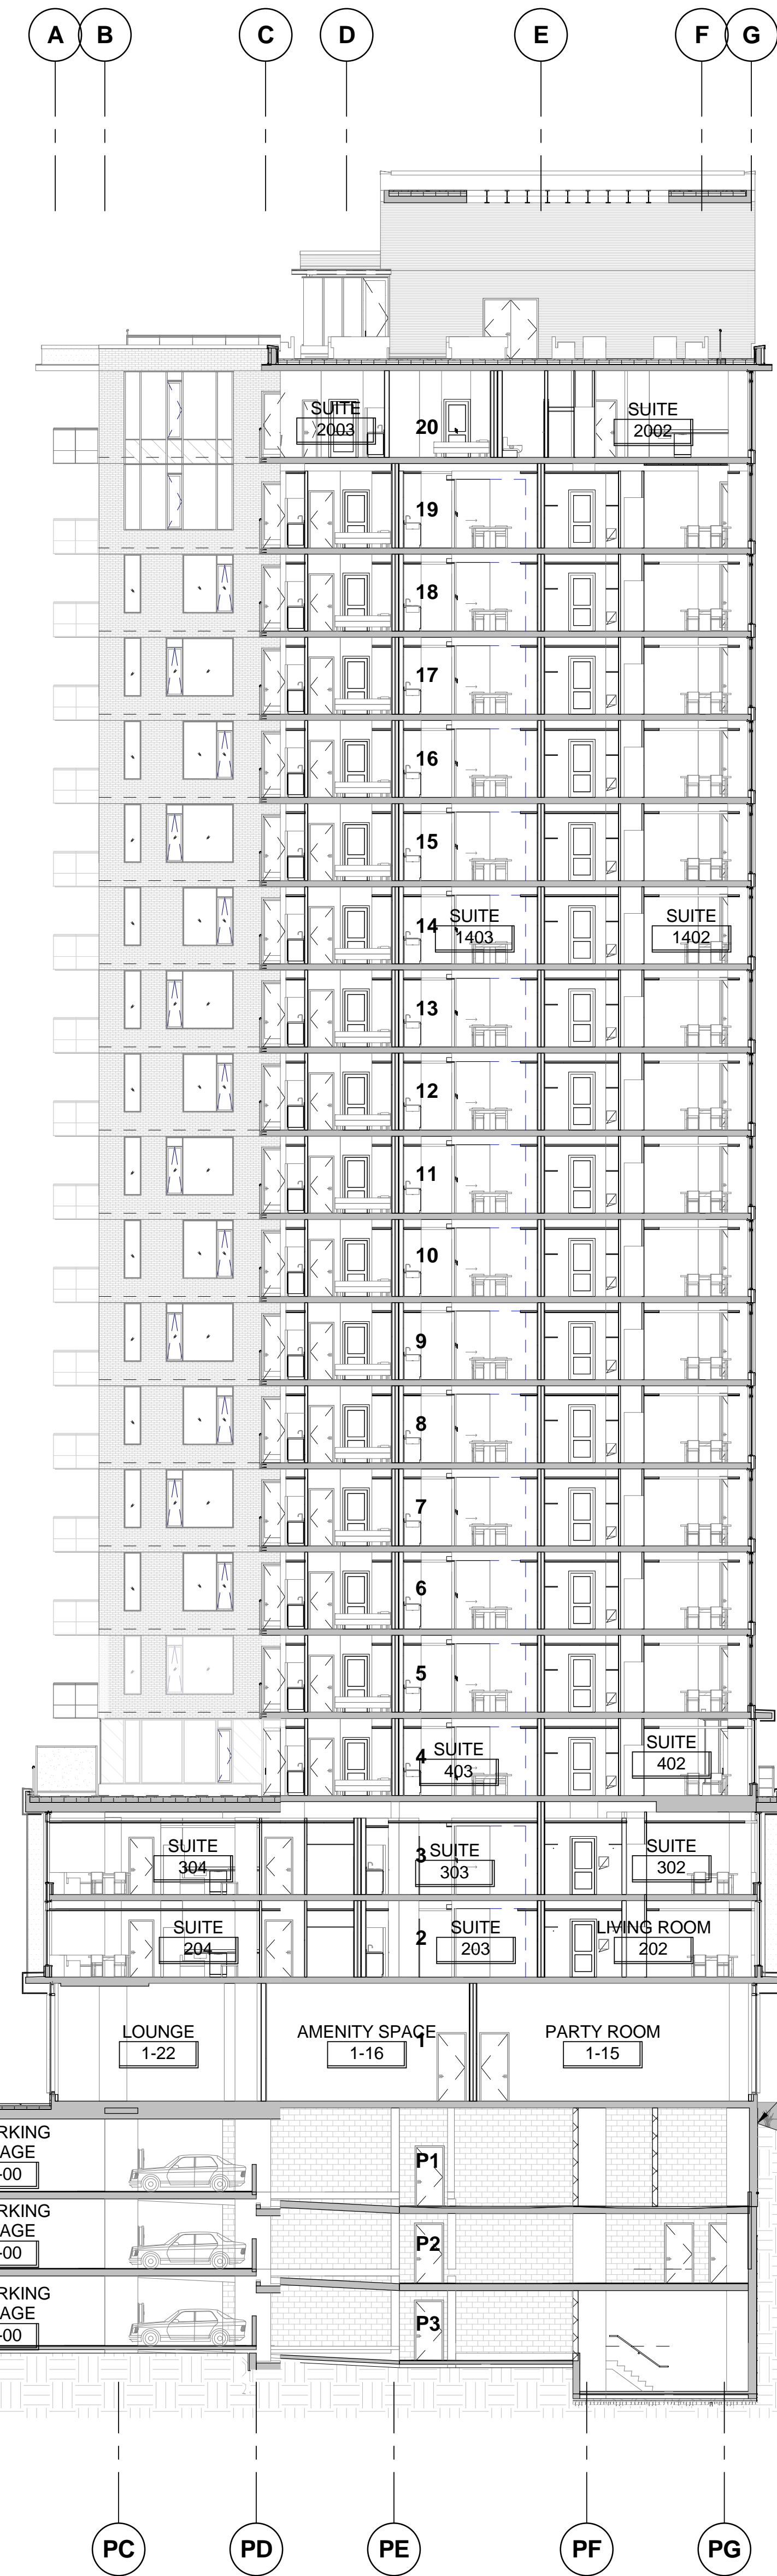 A B C D E F G
SUITE
2003
20
SUITE
2002
19
18
17
16
15
14
SUITE
1403
SUITE
1402
13
12
11
10
9
8
7
6
5
4
SUITE
403
SUITE
402
SUITE
304
3
SUITE
303
SUITE
302
SUITE
204
2
SUITE
203
LIVING ROOM
202
LOUNGE
1-22
AMENITY SPACE
1-16
1
PARTY ROOM
1-15
RKING
AGE
-00
P1
RKING
AGE
-00
P2
RKING
AGE
-00
P3
PC PD PE PF PG